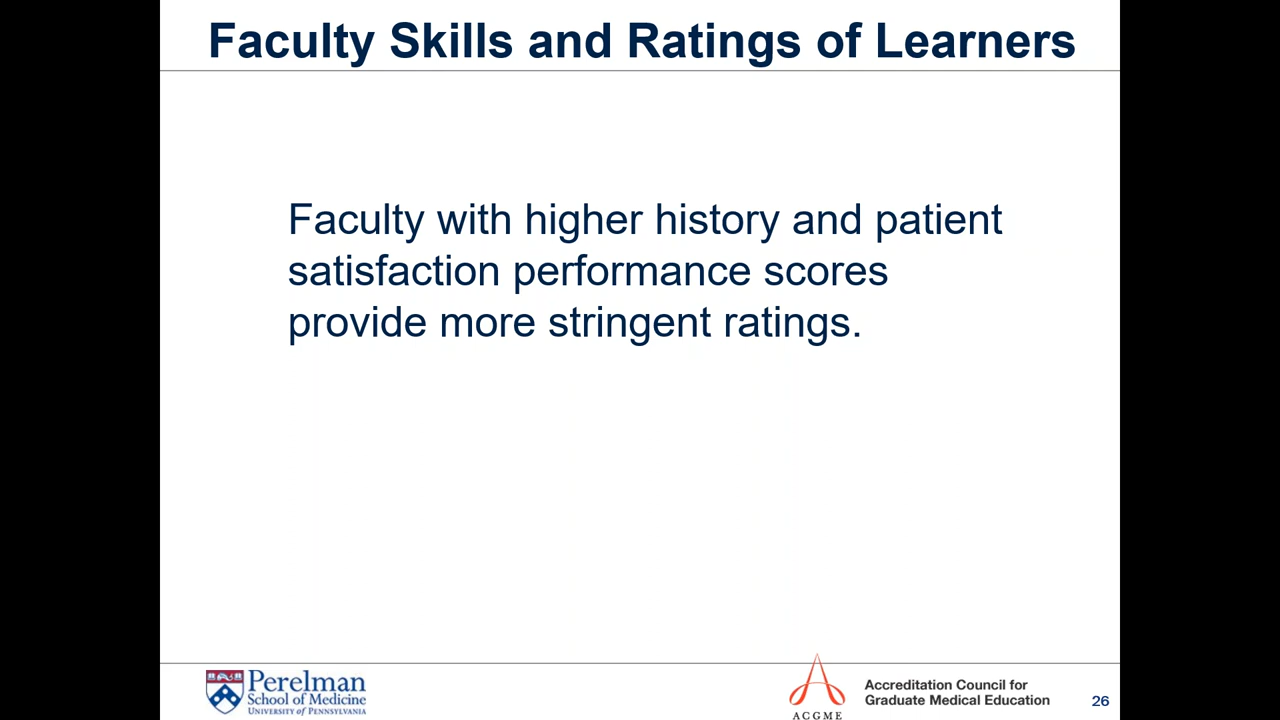 Faculty Skills and Ratings of Learners
Faculty with higher history and patient
satisfaction performance scores
provide more stringent ratings.
Perelman
School of Medicine
UNIVERSITY of PENNSYLVANIA
ACGME
Accreditation Council for
Graduate Medical Education
26